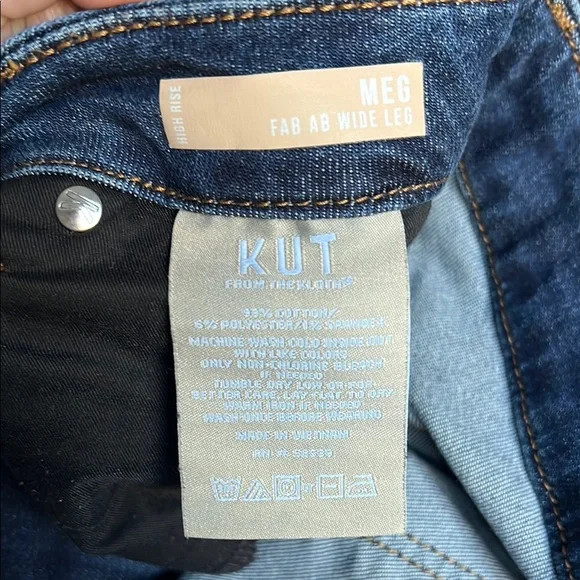 HIGH RISE
MEG
FAB AB WIDE LEG
KUT
FROM THE KLOTH®
93% COTTON/
6% POLYESTER/1% SPANDEX
MACHINE WASH COLD INSIDE OUT
WITH LIKE COLORS
ONLY NON-CHLORINE BLEACH
IF NEEDED
TUMBLE DRY LOW OR FOR
BETTER CARE, LAY FLAT TO DRY
WARM IRON IF NEEDED
WASH ONCE BEFORE WEARING
MADE IN VIETNAM
RN #
OR